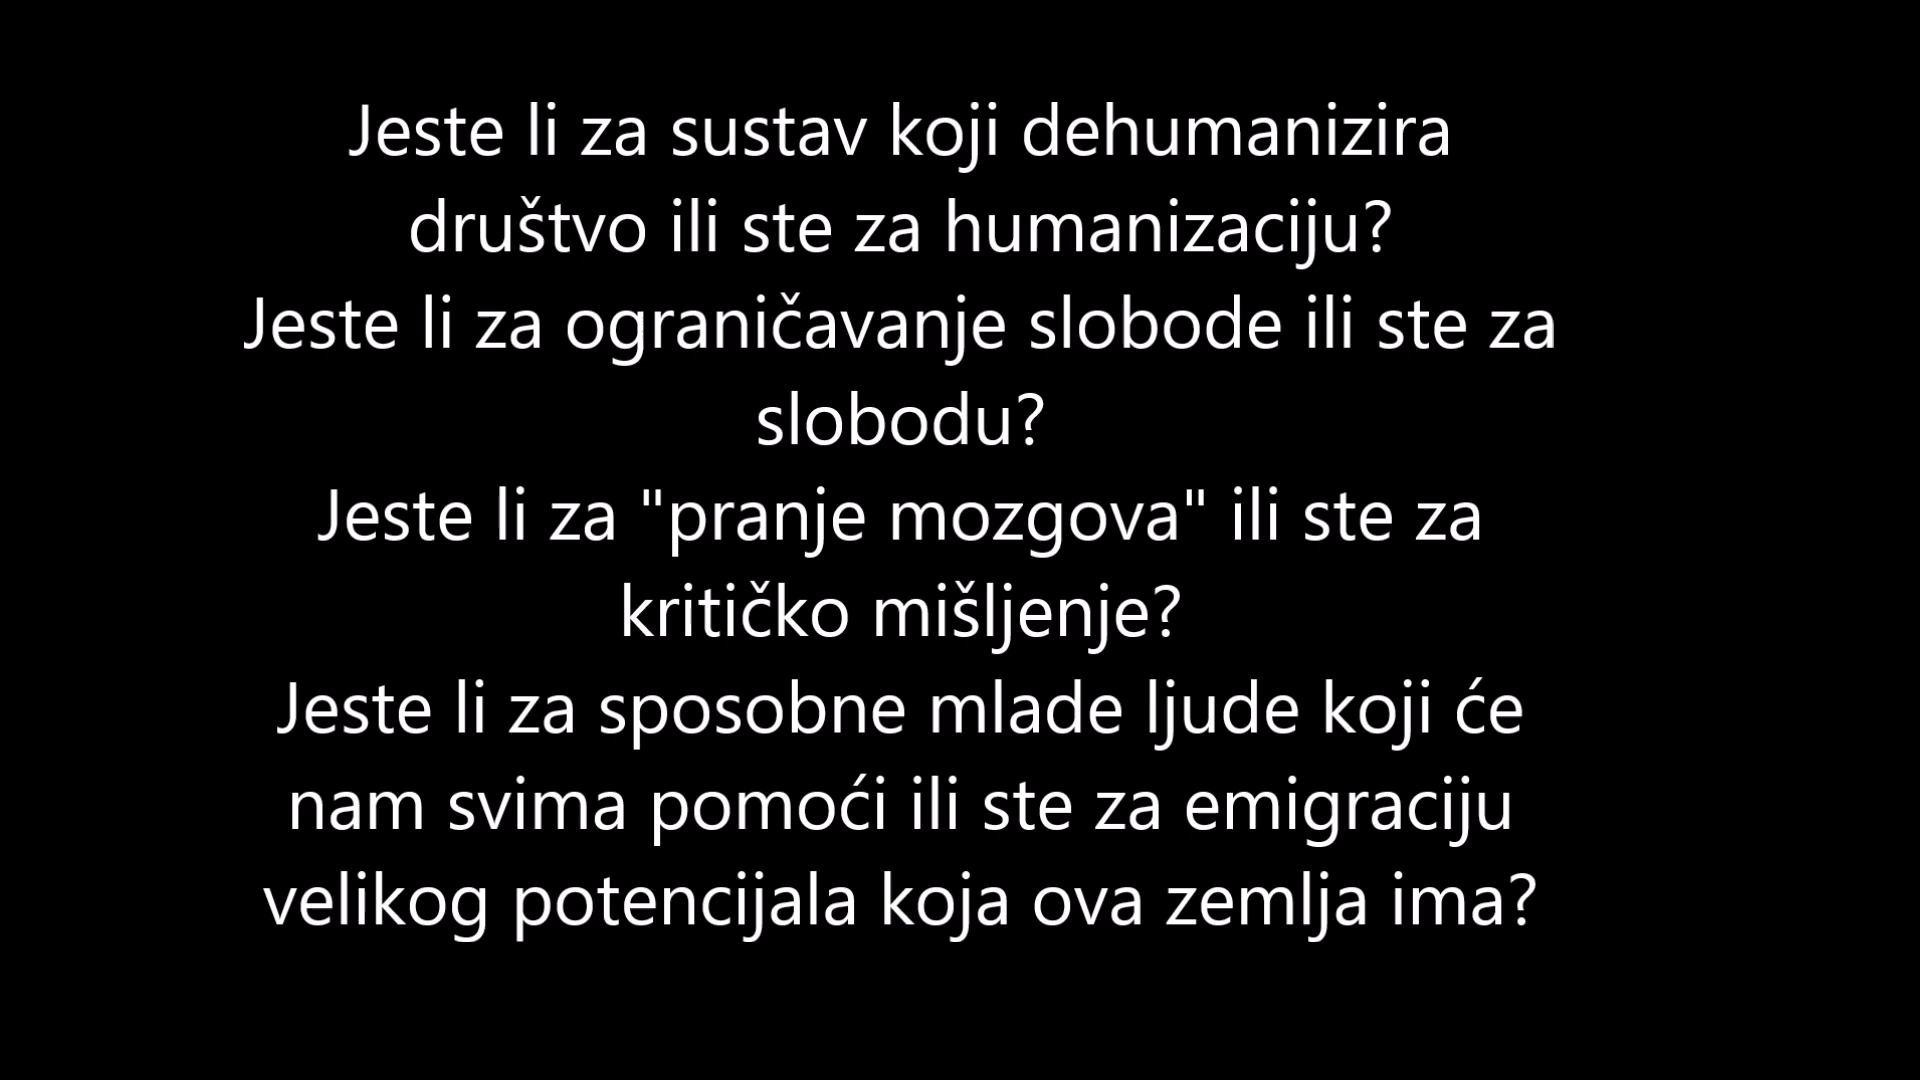 Jeste li za sustav koji dehumanizira
društvo ili ste za humanizaciju?
Jeste li za ograničavanje slobode ili ste za
slobodu?
Jeste li za "pranje mozgova" ili ste za
kritičko mišljenje?
Jeste li za sposobne mlade ljude koji će
nam svima pomoći ili ste za emigraciju
velikog potencijala koja ova zemlja ima?